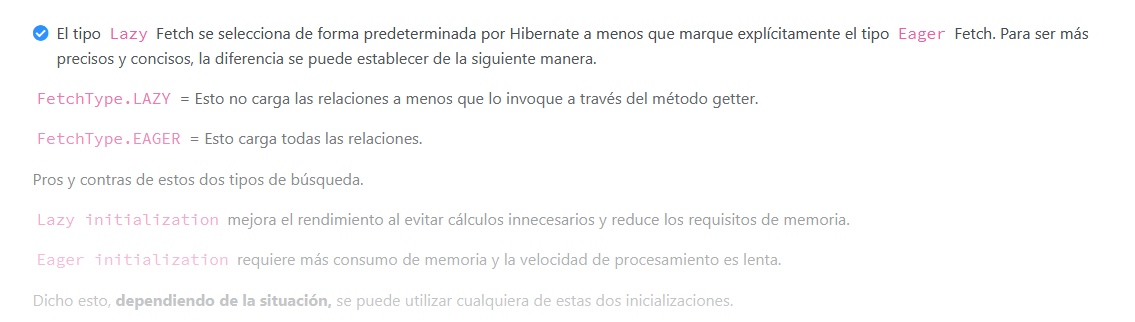 El tipo Lazy Fetch se selecciona de forma predeterminada por Hibernate a menos que marque explícitamente el tipo Eager Fetch. Para ser más
precisos y concisos, la diferencia se puede establecer de la siguiente manera.
FetchType.LAZY = Esto no carga las relaciones a menos que lo invoque a través del método getter.
FetchType.EAGER = Esto carga todas las relaciones.
Pros y contras de estos dos tipos de búsqueda.
Lazy initialization mejora el rendimiento al evitar cálculos innecesarios y reduce los requisitos de memoria.
Eager initialization requiere más consumo de memoria y la velocidad de procesamiento es lenta.
Dicho esto, dependiendo de la situación, se puede utilizar cualquiera de estas dos inicializaciones.